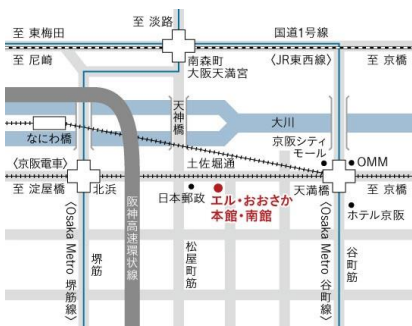 至 淡路
至 東梅田
国道1号線
至 尼崎
南森町
大阪天満宮
〈JR東西線〉
至 京橋
天神橋
大川
なにわ橋
京阪シティ
モール
OMM
〈京阪電車〉
土佐堀通
至 淀屋橋
北浜
日本郵政
エル・おおさか
本館・南館
天満橋
至 京橋
ホテル京阪
〈Osaka Metro 堺筋線〉
堺筋
阪神高速環状線
松屋町筋
〈Osaka Metro 谷町線〉
谷町筋